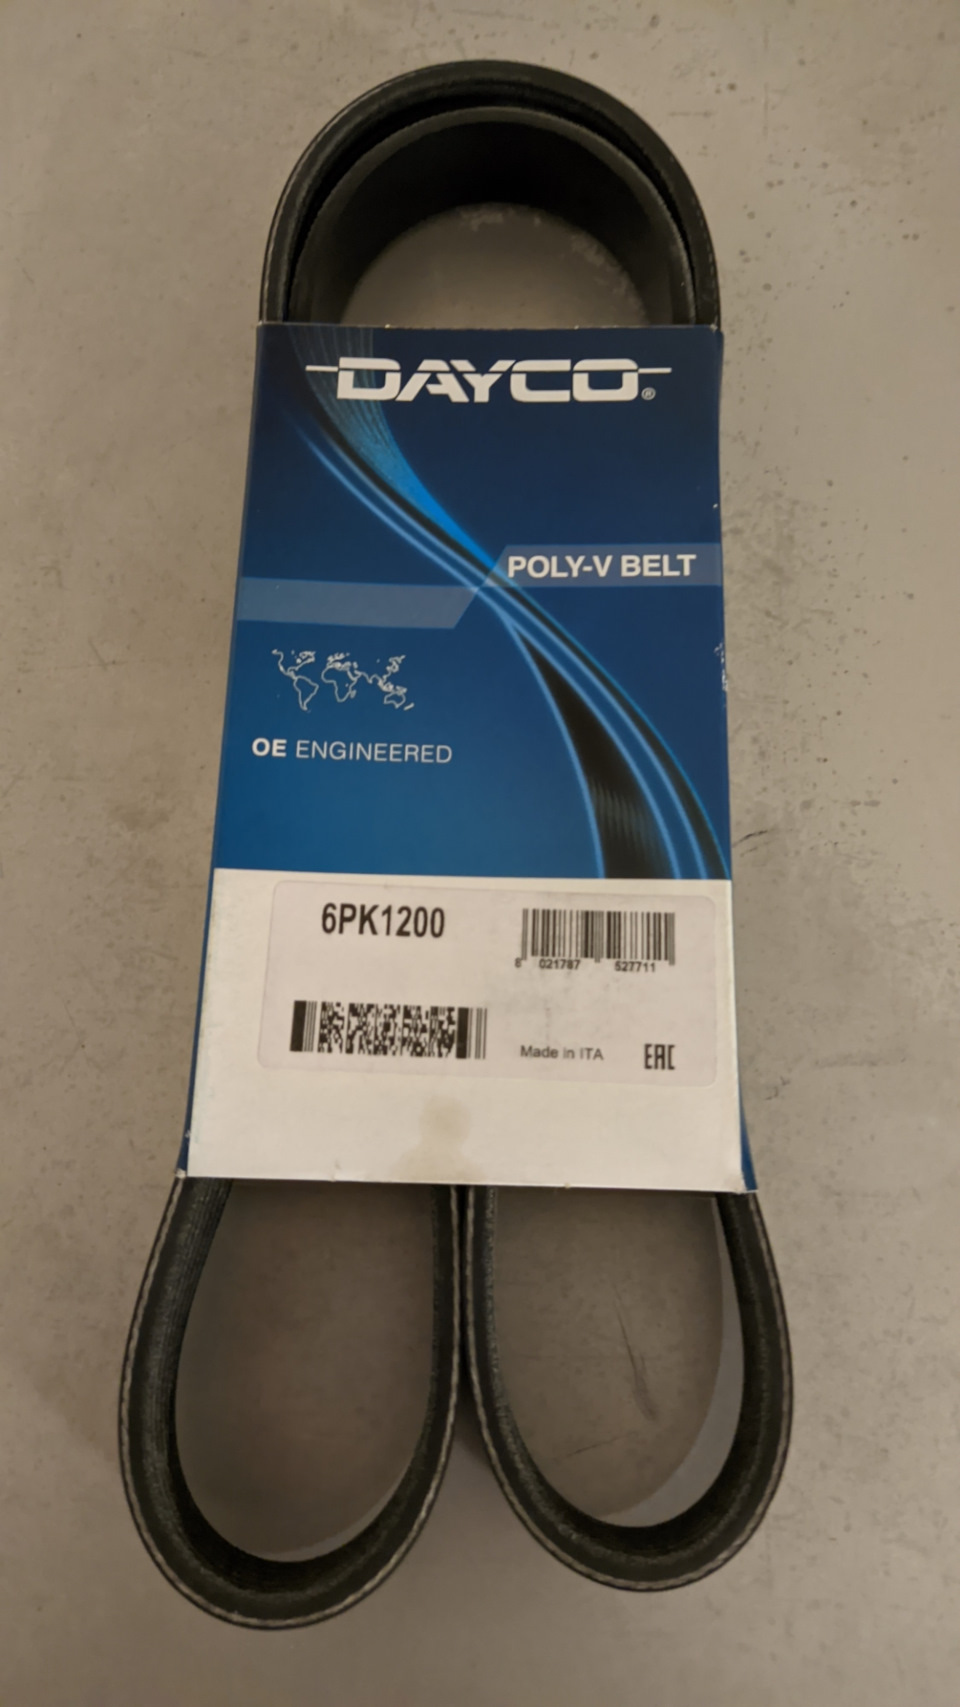 DAYCO®
POLY-V BELT
OE ENGINEERED
6PK1200
8 021787 527711
Made in ITA
EAC